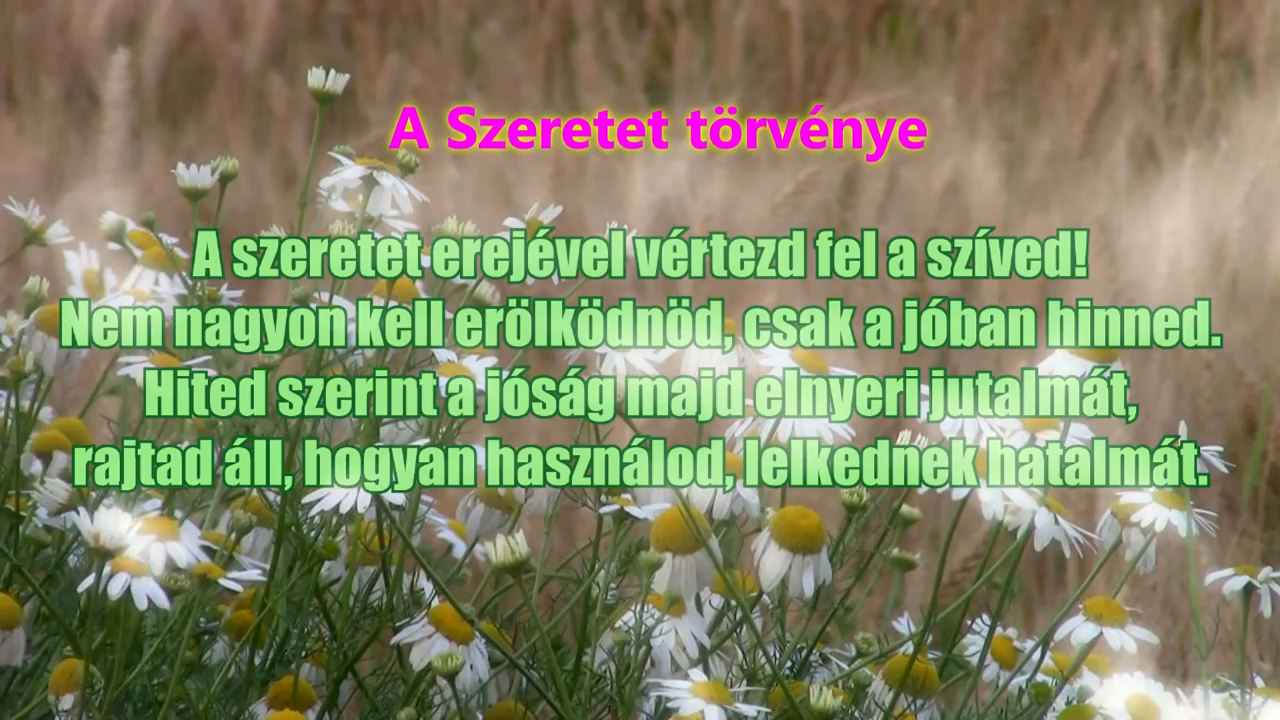 A Szeretet törvénye
A szeretet erejével vértezd fel a szíved!
Nem nagyon kell erölködnöd, csak a jóban hinned.
Hited szerint a jóság majd elnyeri jutalmát,
rajtad áll, hogyan használod, lelkednek hatalmát.